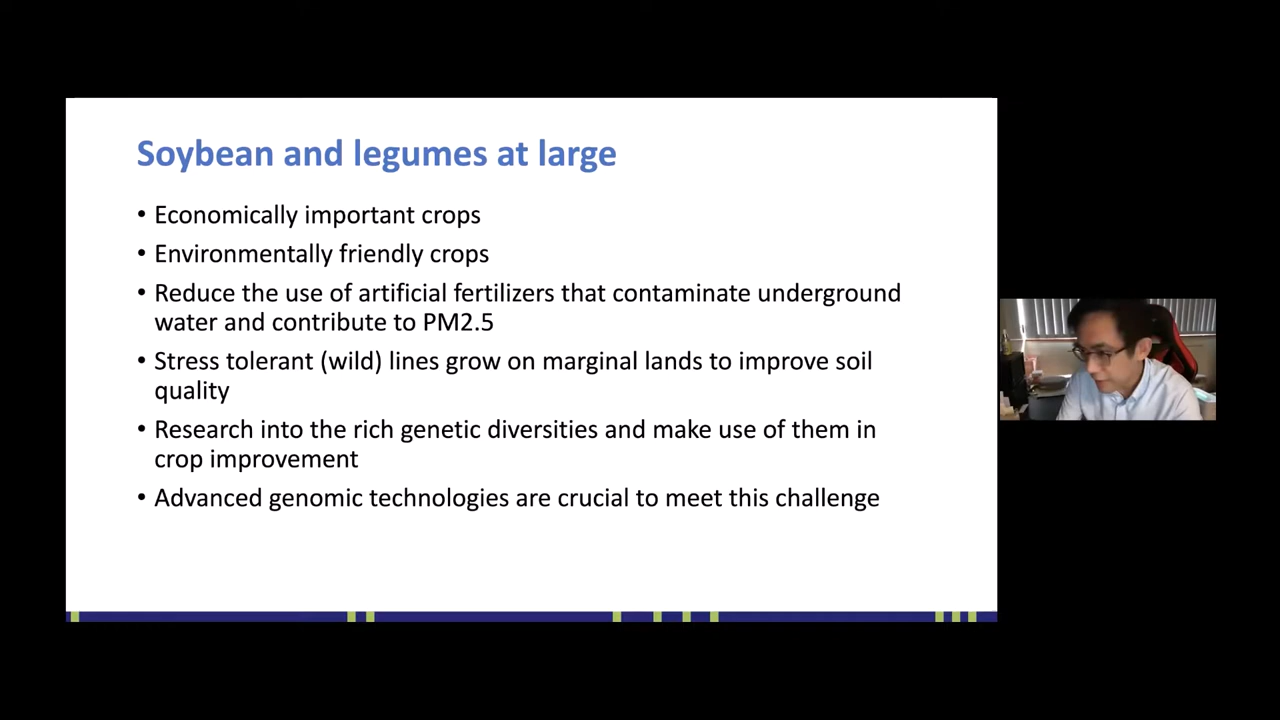 Soybean and legumes at large
• Economically important crops
• Environmentally friendly crops
• Reduce the use of artificial fertilizers that contaminate underground
water and contribute to PM2.5
• Stress tolerant (wild) lines grow on marginal lands to improve soil
quality
• Research into the rich genetic diversities and make use of them in
crop improvement
• Advanced genomic technologies are crucial to meet this challenge